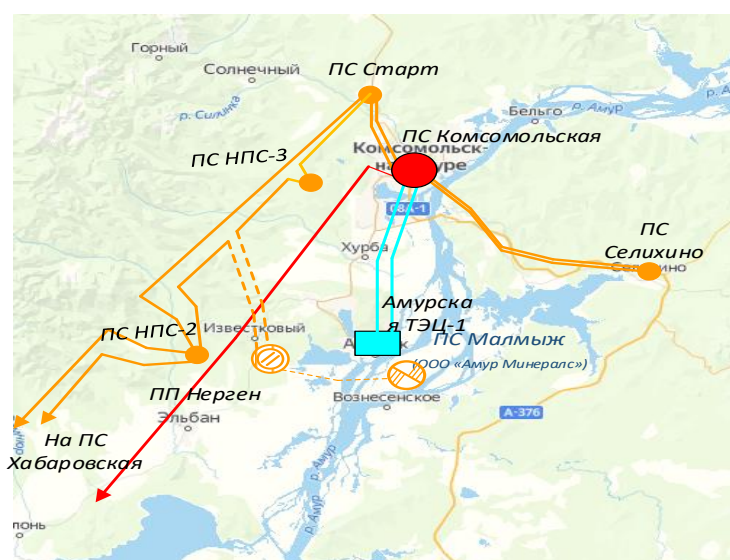 Горный
Солнечный
ПС Старт
р. Силинка
Бельго
р. Амур
р. А
ПС Комсомольская
Комсомольск-
на-Амуре
ПС НПС-3
08А-1
ПС
Селихино
Хурба
Амурска
я ТЭЦ-1
ПС НПС-2
Известковый
ПС Малмыж
(ООО «Амур Минералс»)
ПП Нерген
Вознесенское
А-376
Эльбан
На ПС
Хабаровская
р. Амур
р. Амур